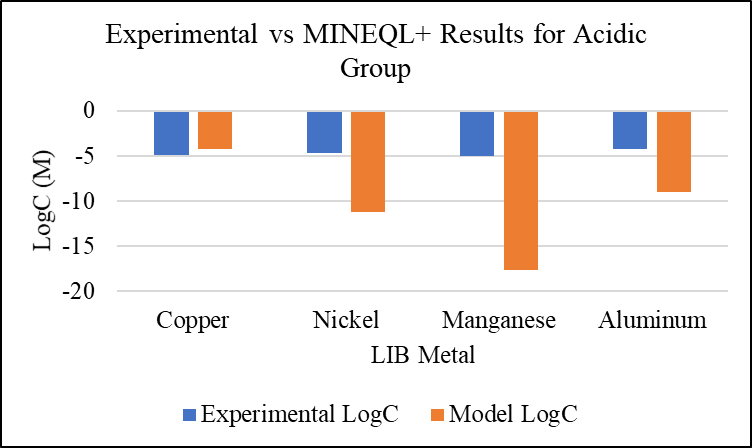 Experimental vs MINEQL+ Results for Acidic
Group
LogC (M)
0
-5
-10
-15
-20
Copper Nickel Manganese Aluminum
LIB Metal
Experimental LogC Model LogC